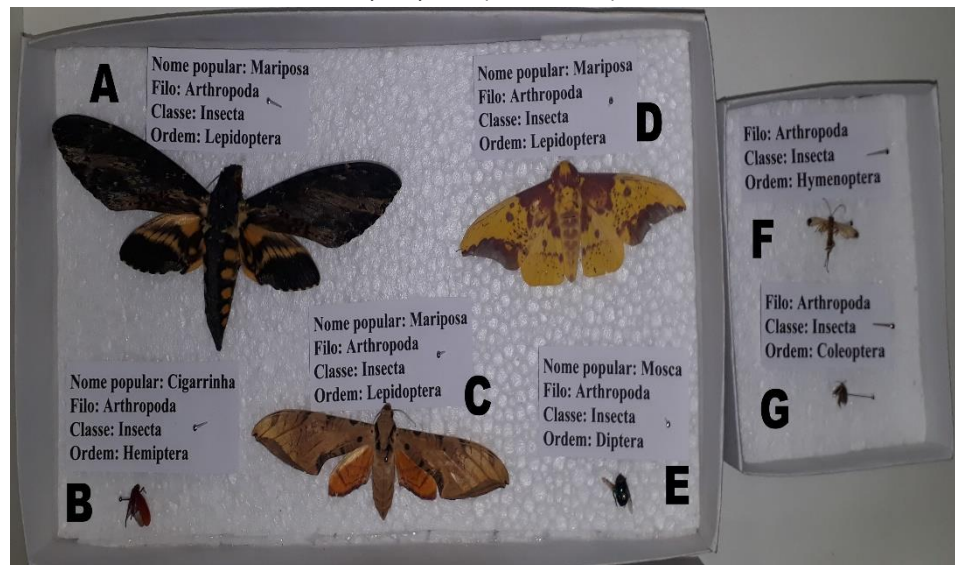 A
Nome popular: Mariposa
Filo: Arthropoda
Classe: Insecta
Ordem: Lepidoptera
Nome popular: Mariposa
Filo: Arthropoda
Classe: Insecta
Ordem: Lepidoptera
D
Nome popular: Cigarrinha
Filo: Arthropoda
Classe: Insecta
Ordem: Hemiptera
B
Nome popular: Mariposa
Filo: Arthropoda
Classe: Insecta
Ordem: Lepidoptera
C
Nome popular: Mosca
Filo: Arthropoda
Classe: Insecta
Ordem: Diptera
E
Filo: Arthropoda
Classe: Insecta
Ordem: Hymenoptera
F
Filo: Arthropoda
Classe: Insecta
Ordem: Coleoptera
G